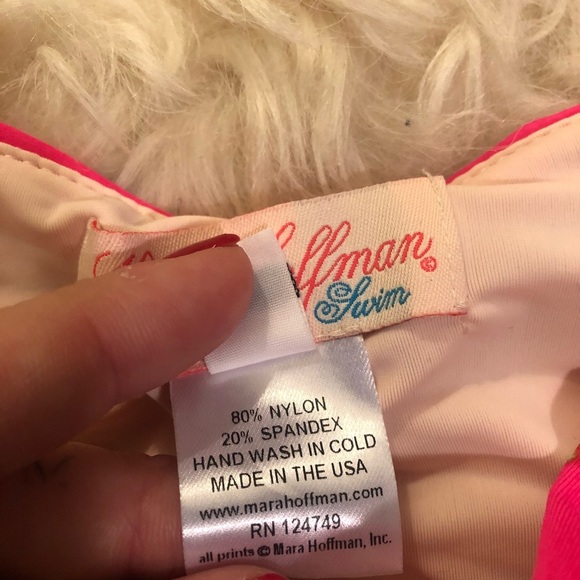 Hoffman®
Swim
80% NYLON
20% SPANDEX
HAND WASH IN COLD
MADE IN THE USA
www.marahoffman.com
RN 124749
all prints © Mara Hoffman, Inc.